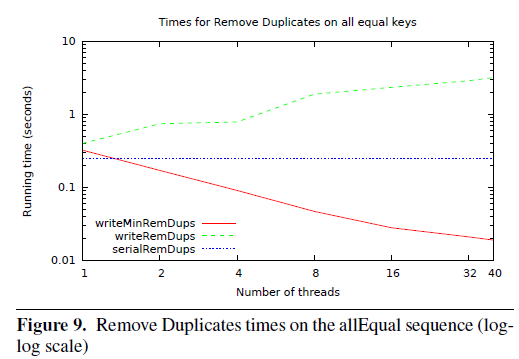 Times for Remove Duplicates on all equal keys
10
1
0.1
0.01
Running time (seconds)
writeMinRemDups
writeRemDups
serialRemDups
1 2 4 8 16 32 40
Number of threads
Figure 9. Remove Duplicates times on the allEqual sequence (log-
log scale)